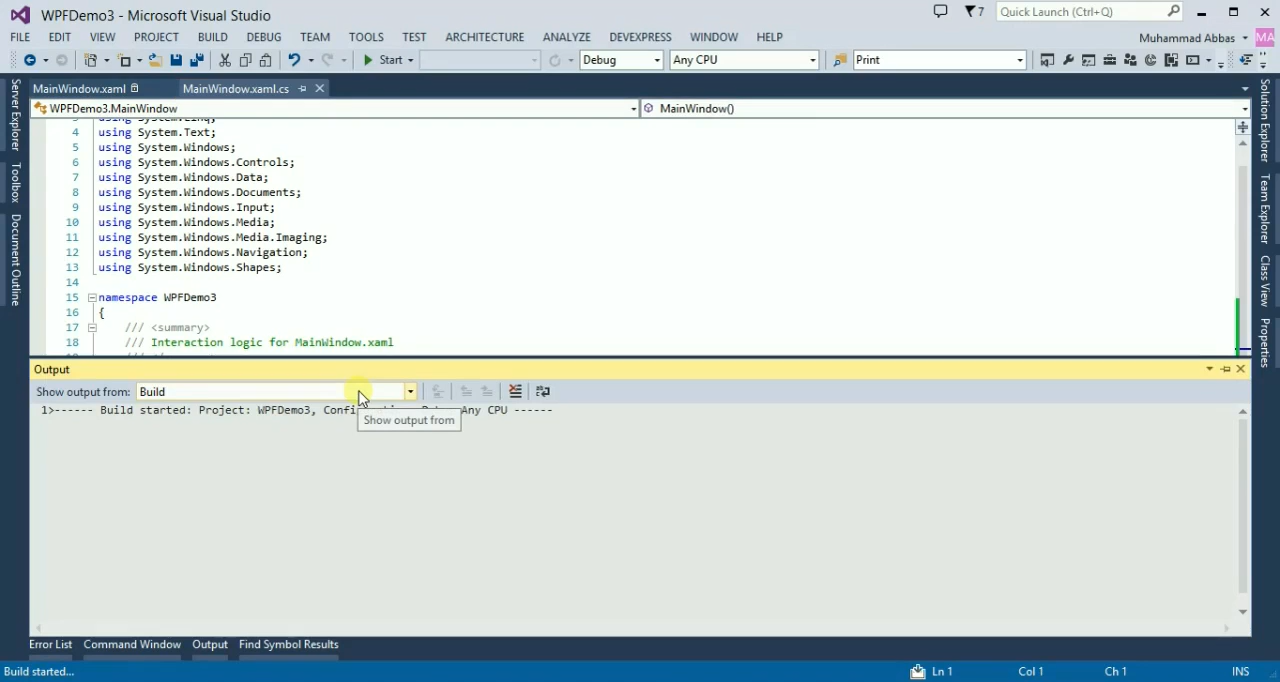 WPFDemo3 - Microsoft Visual Studio
7
Quick Launch (Ctrl+Q)
FILE EDIT VIEW PROJECT BUILD DEBUG TEAM TOOLS TEST ARCHITECTURE ANALYZE DEVEXPRESS WINDOW HELP
Muhammad Abbas MA
Start Debug Any CPU Print
MainWindow.xaml MainWindow.xaml.cs
WPFDemo3.MainWindow MainWindow()
3 using System.Linq;
4 using System.Text;
5 using System.Windows;
6 using System.Windows.Controls;
7 using System.Windows.Data;
8 using System.Windows.Documents;
9 using System.Windows.Input;
10 using System.Windows.Media;
11 using System.Windows.Media.Imaging;
12 using System.Windows.Navigation;
13 using System.Windows.Shapes;
14
15 namespace WPFDemo3
16 {
17 /// <summary>
18 /// Interaction logic for MainWindow.xaml
Server Explorer
Toolbox
Document Outline
Solution Explorer
Team Explorer
Class View
Properties
Output
Show output from: Build
1>------ Build started: Project: WPFDemo3, Any CPU ------
Show output from
Error List Command Window Output Find Symbol Results
Build started... Ln 1 Col 1 Ch 1 INS